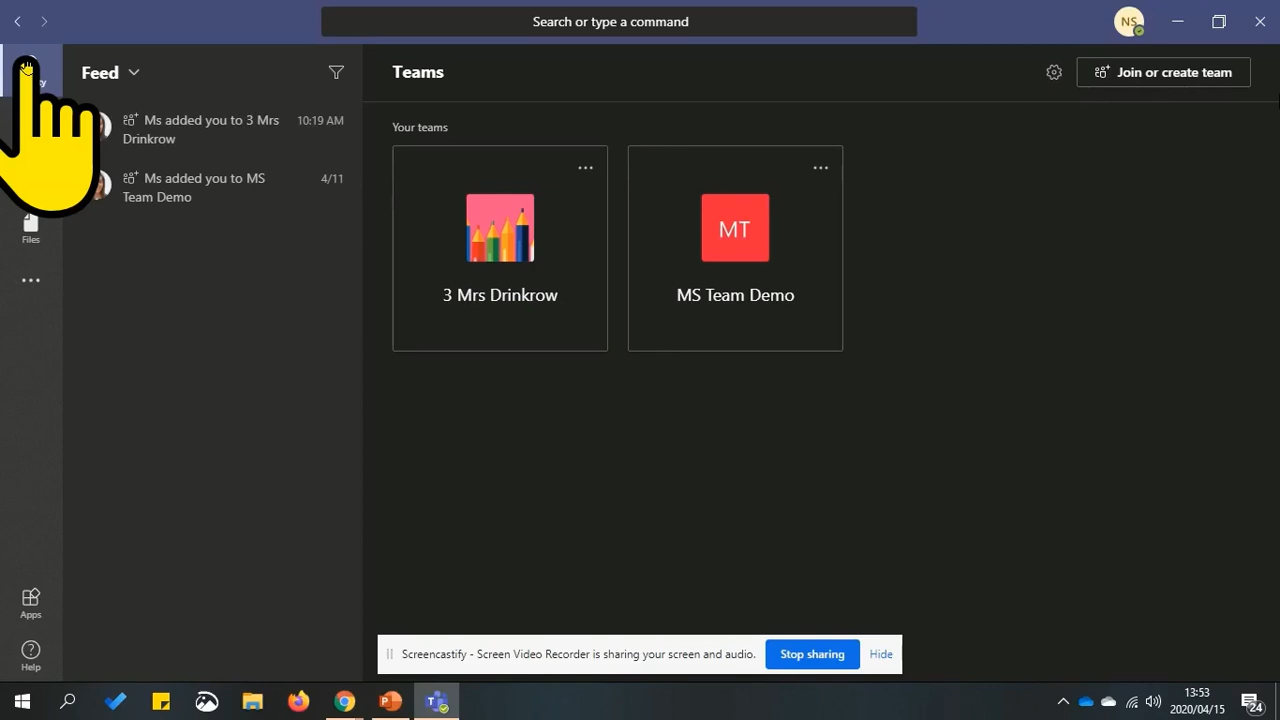 Search or type a command
NS
Feed
Ms added you to 3 Mrs Drinkrow
10:19 AM
Ms added you to MS Team Demo
4/11
Files
Apps
Help
Teams
Join or create team
Your teams
3 Mrs Drinkrow
MT
MS Team Demo
Screencastify - Screen Video Recorder is sharing your screen and audio.
Stop sharing
Hide
13:53
2020/04/15
24